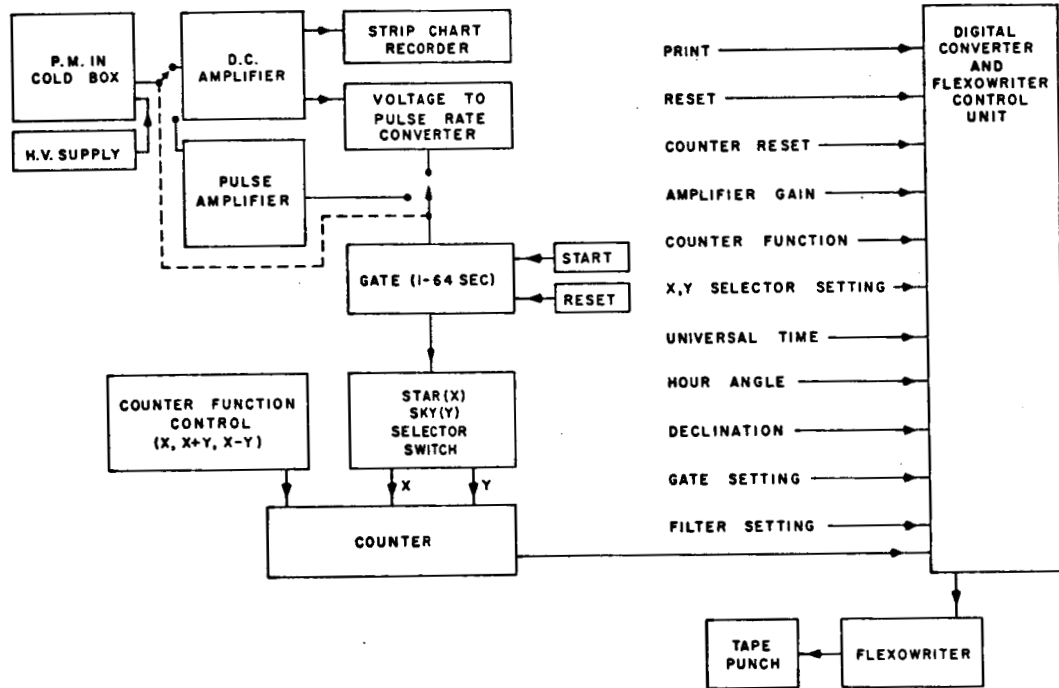 P.M. IN
COLD BOX
H.V. SUPPLY
D.C.
AMPLIFIER
PULSE
AMPLIFIER
STRIP CHART
RECORDER
VOLTAGE TO
PULSE RATE
CONVERTER
GATE (1-64 SEC)
START
RESET
STAR(X)
SKY(Y)
SELECTOR
SWITCH
COUNTER FUNCTION
CONTROL
(X, X+Y, X-Y)
X
Y
COUNTER
PRINT
RESET
COUNTER RESET
AMPLIFIER GAIN
COUNTER FUNCTION
X,Y SELECTOR SETTING
UNIVERSAL TIME
HOUR ANGLE
DECLINATION
GATE SETTING
FILTER SETTING
DIGITAL
CONVERTER
AND
FLEXOWRITER
CONTROL
UNIT
FLEXOWRITER
TAPE
PUNCH